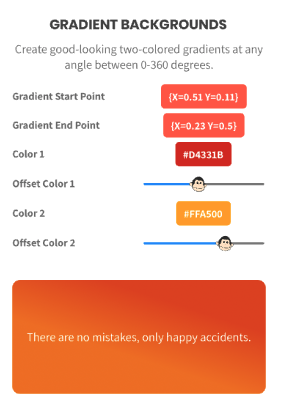 GRADIENT BACKGROUNDS
Create good-looking two-colored gradients at any
angle between 0-360 degrees.
Gradient Start Point
{X=0.51 Y=0.11}
Gradient End Point
{X=0.23 Y=0.5}
Color 1
#D4331B
Offset Color 1
Color 2
#FFA500
Offset Color 2
There are no mistakes, only happy accidents.